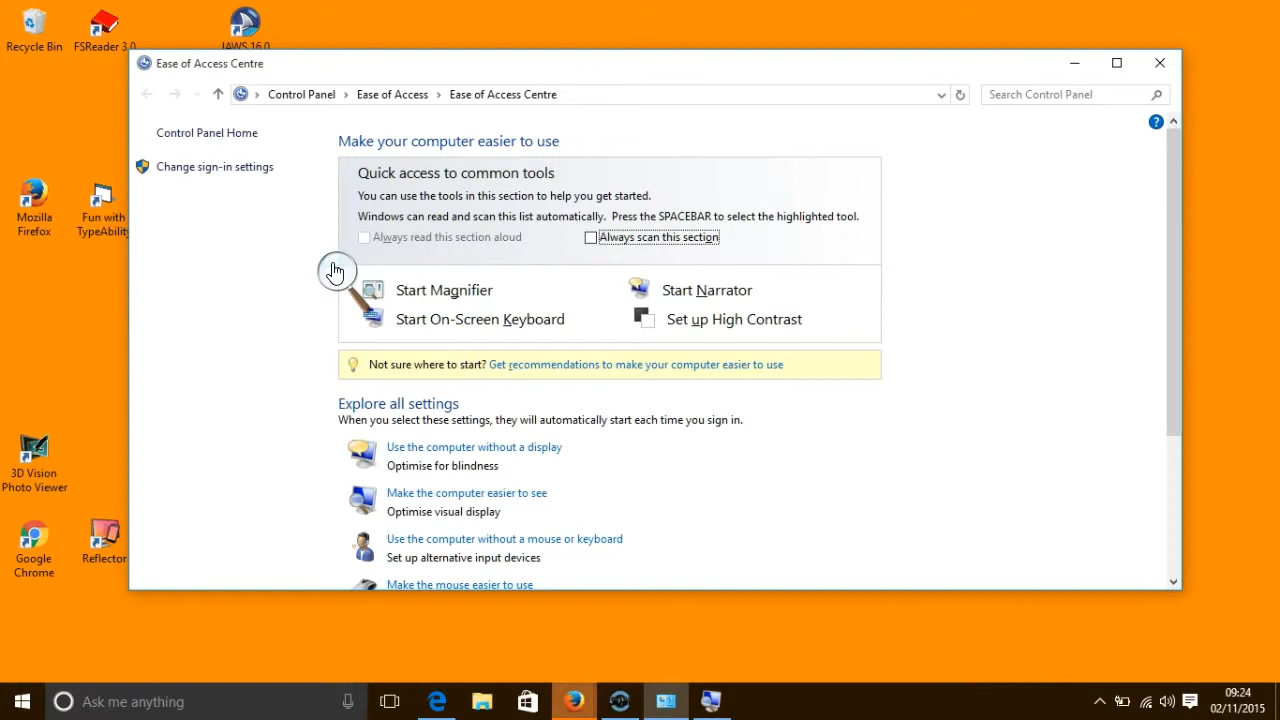 Recycle Bin
FSReader 3.0
JAWS 16.0
Ease of Access Centre
Control Panel
Ease of Access
Ease of Access Centre
Search Control Panel
Control Panel Home
Change sign-in settings
Make your computer easier to use
Quick access to common tools
You can use the tools in this section to help you get started.
Windows can read and scan this list automatically. Press the SPACEBAR to select the highlighted tool.
Always read this section aloud
Always scan this section
Start Magnifier
Start Narrator
Start On-Screen Keyboard
Set up High Contrast
Not sure where to start? Get recommendations to make your computer easier to use
Explore all settings
When you select these settings, they will automatically start each time you sign in.
Use the computer without a display
Optimise for blindness
Make the computer easier to see
Optimise visual display
Use the computer without a mouse or keyboard
Set up alternative input devices
Make the mouse easier to use
Mozilla
Firefox
Fun with
TypeAbility
3D Vision
Photo Viewer
Google
Chrome
Reflector
Ask me anything
09:24
02/11/2015